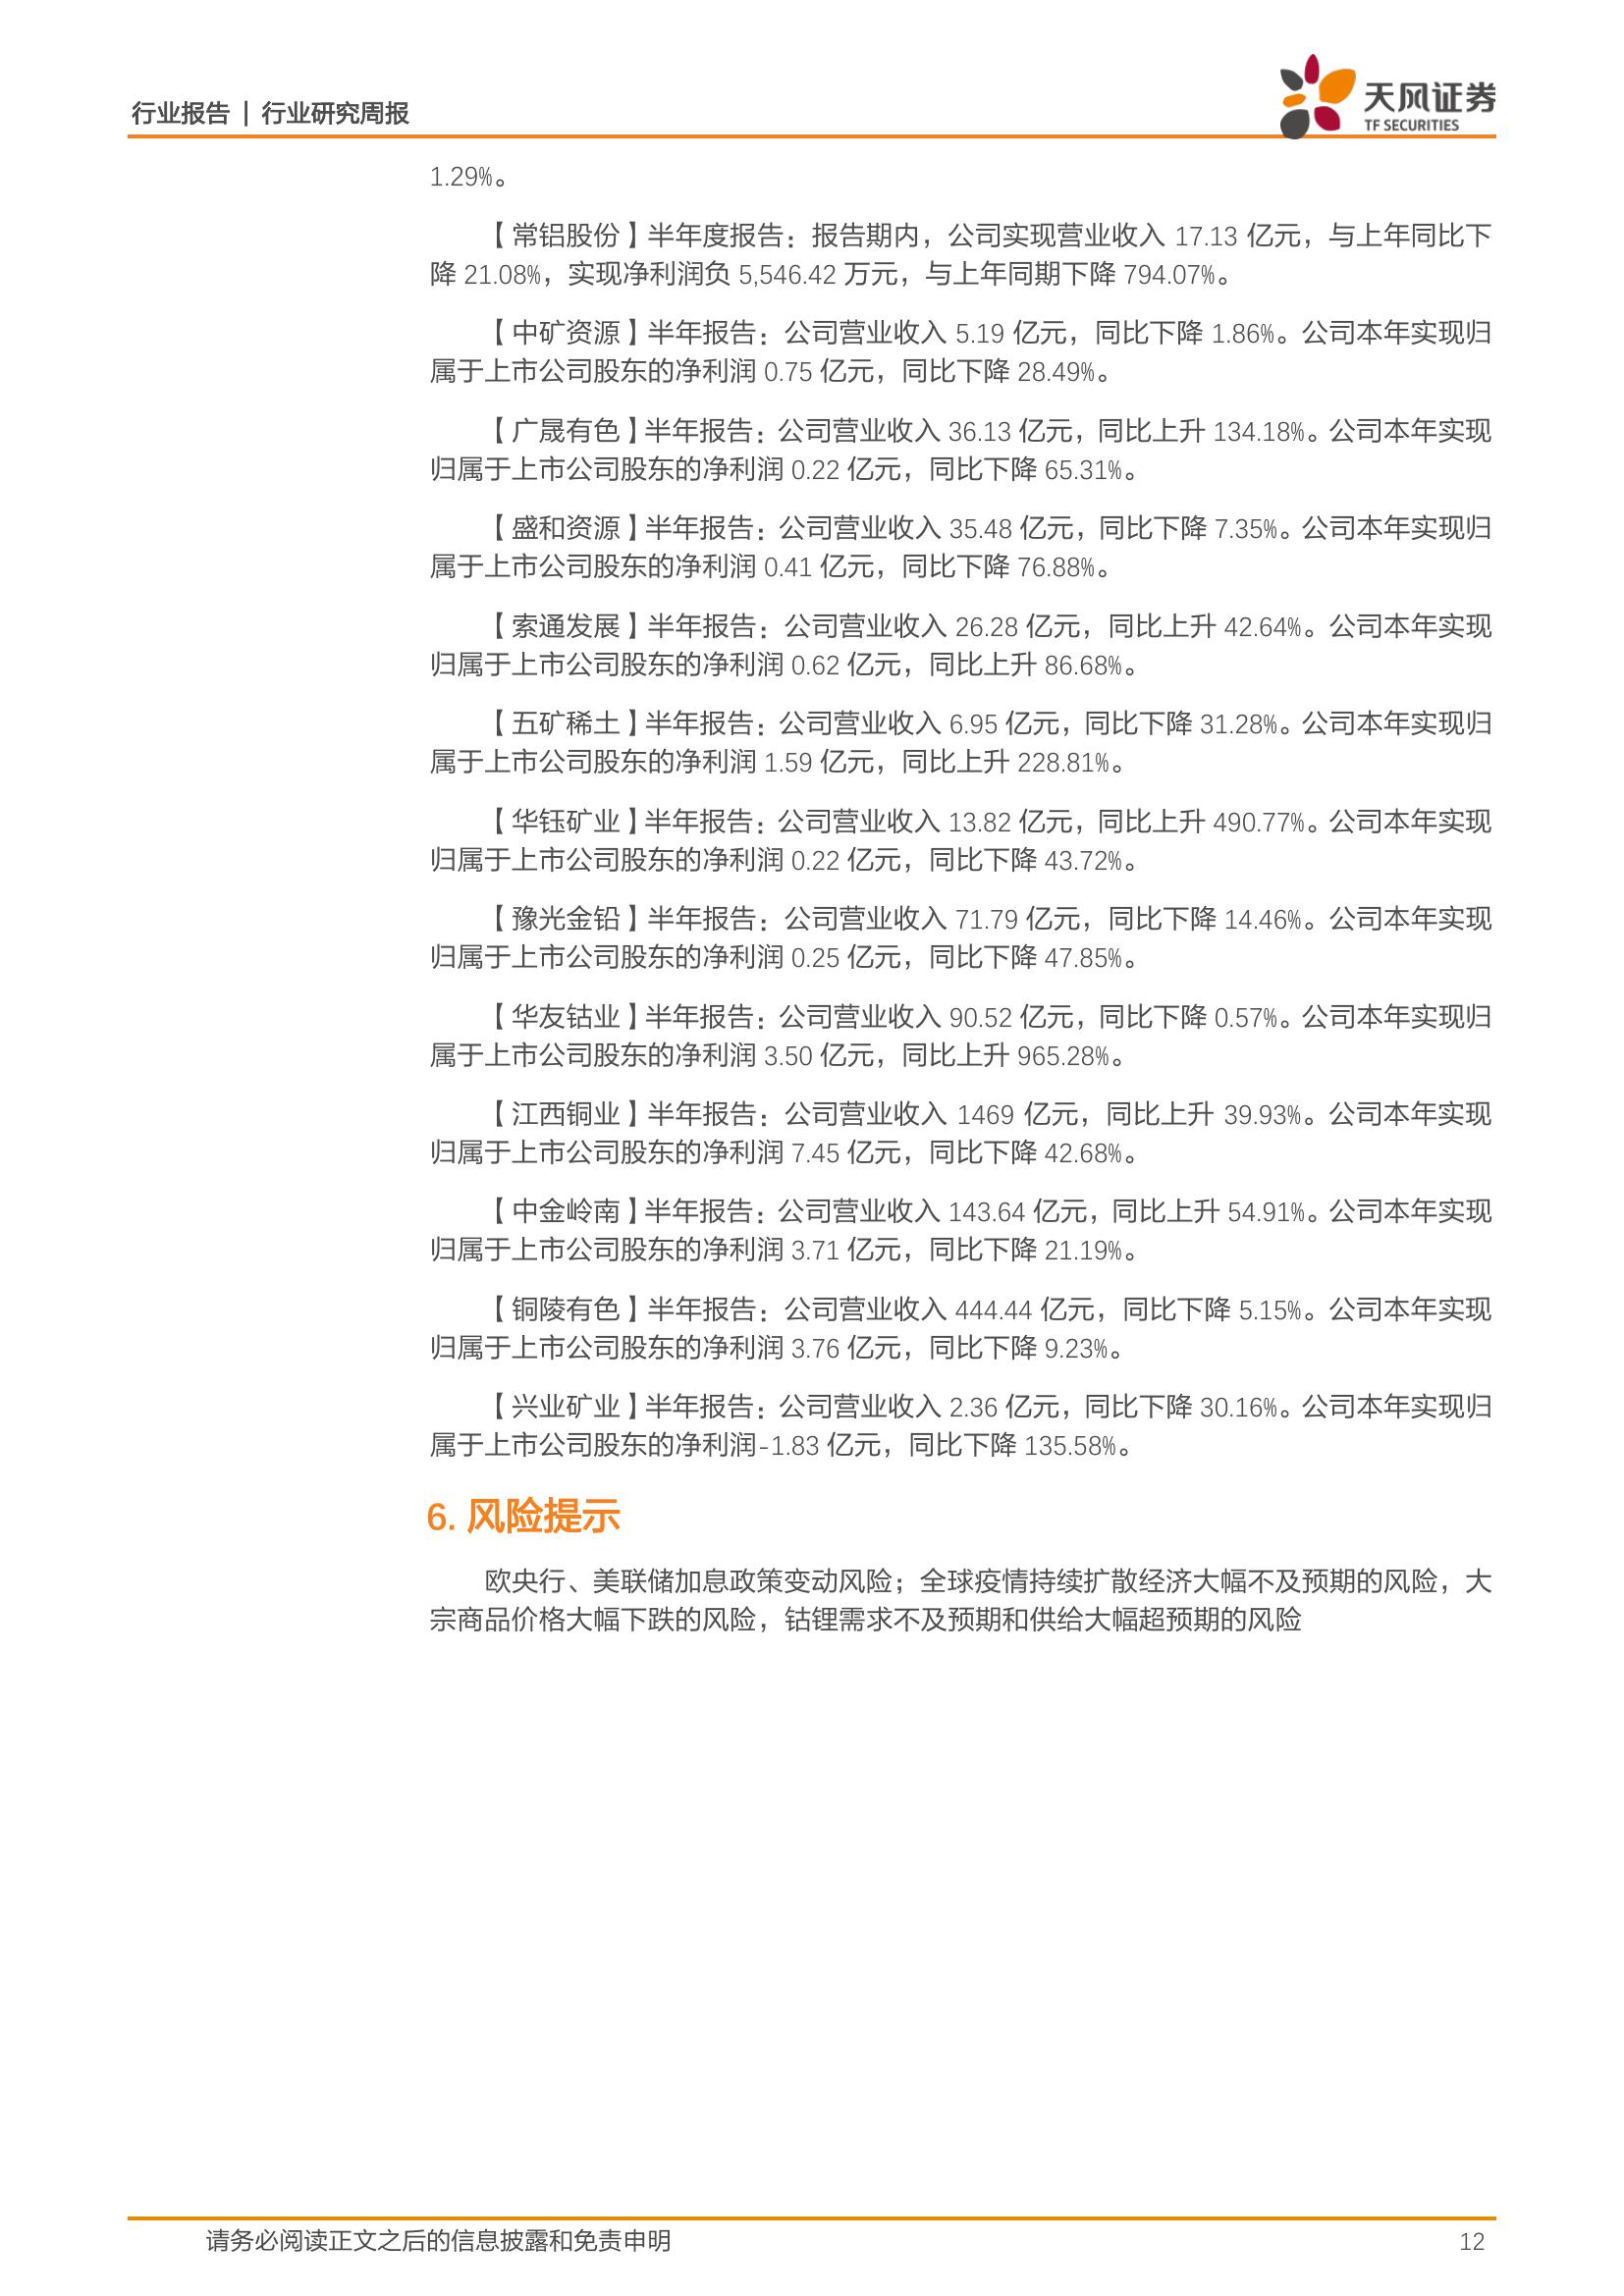 行业报告 | 行业研究周报
天风证券
TF SECURITIES
1.29%。
【常铝股份】半年度报告：报告期内，公司实现营业收入 17.13 亿元，与上年同比下
降 21.08%，实现净利润负 5,546.42 万元，与上年同期下降 794.07%。
【中矿资源】半年报告：公司营业收入 5.19 亿元，同比下降 1.86%。公司本年实现归
属于上市公司股东的净利润 0.75 亿元，同比下降 28.49%。
【广晟有色】半年报告：公司营业收入 36.13 亿元，同比上升 134.18%。公司本年实现
归属于上市公司股东的净利润 0.22 亿元，同比下降 65.31%。
【盛和资源】半年报告：公司营业收入 35.48 亿元，同比下降 7.35%。公司本年实现归
属于上市公司股东的净利润 0.41 亿元，同比下降 76.88%。
【索通发展】半年报告：公司营业收入 26.28 亿元，同比上升 42.64%。公司本年实现
归属于上市公司股东的净利润 0.62 亿元，同比上升 86.68%。
【五矿稀土】半年报告：公司营业收入 6.95 亿元，同比下降 31.28%。公司本年实现归
属于上市公司股东的净利润 1.59 亿元，同比上升 228.81%。
【华钰矿业】半年报告：公司营业收入 13.82 亿元，同比上升 490.77%。公司本年实现
归属于上市公司股东的净利润 0.22 亿元，同比下降 43.72%。
【豫光金铅】半年报告：公司营业收入 71.79 亿元，同比下降 14.46%。公司本年实现
归属于上市公司股东的净利润 0.25 亿元，同比下降 47.85%。
【华友钴业】半年报告：公司营业收入 90.52 亿元，同比下降 0.57%。公司本年实现归
属于上市公司股东的净利润 3.50 亿元，同比上升 965.28%。
【江西铜业】半年报告：公司营业收入 1469 亿元，同比上升 39.93%。公司本年实现
归属于上市公司股东的净利润 7.45 亿元，同比下降 42.68%。
【中金岭南】半年报告：公司营业收入 143.64 亿元，同比上升 54.91%。公司本年实现
归属于上市公司股东的净利润 3.71 亿元，同比下降 21.19%。
【铜陵有色】半年报告：公司营业收入 444.44 亿元，同比下降 5.15%。公司本年实现
归属于上市公司股东的净利润 3.76 亿元，同比下降 9.23%。
【兴业矿业】半年报告：公司营业收入 2.36 亿元，同比下降 30.16%。公司本年实现归
属于上市公司股东的净利润-1.83 亿元，同比下降 135.58%。
6. 风险提示
欧央行、美联储加息政策变动风险；全球疫情持续扩散经济大幅不及预期的风险，大
宗商品价格大幅下跌的风险，钴锂需求不及预期和供给大幅超预期的风险
请务必阅读正文之后的信息披露和免责申明
12